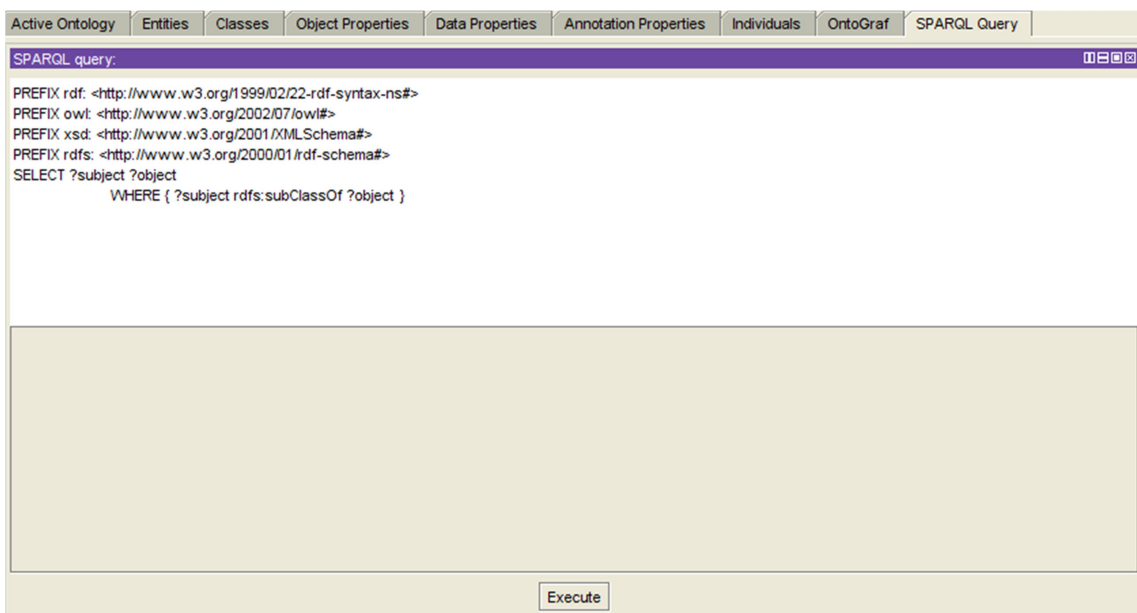 Active Ontology Entities Classes Object Properties Data Properties Annotation Properties Individuals OntoGraf SPARQL Query
SPARQL query:
PREFIX rdf: <http://www.w3.org/1999/02/22-rdf-syntax-ns#>
PREFIX owl: <http://www.w3.org/2002/07/owl#>
PREFIX xsd: <http://www.w3.org/2001/XMLSchema#>
PREFIX rdfs: <http://www.w3.org/2000/01/rdf-schema#>
SELECT ?subject ?object
WHERE { ?subject rdfs:subClassOf ?object }
Execute